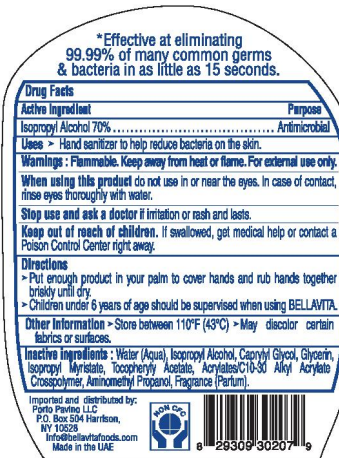 *Effective at eliminating
99.99% of many common germs
& bacteria in as little as 15 seconds.
Drug Facts
Active Ingredient Purpose
Isopropyl Alcohol 70% .......................................... Antimicrobial
Uses > Hand sanitizer to help reduce bacteria on the skin.
Warnings : Flammable. Keep away from heat or flame. For external use only.
When using this product do not use in or near the eyes. In case of contact,
rinse eyes thoroughly with water.
Stop use and ask a doctor if irritation or rash and lasts.
Keep out of reach of children. If swallowed, get medical help or contact a
Poison Control Center right away.
Directions
> Put enough product in your palm to cover hands and rub hands together
briskly until dry.
> Children under 6 years of age should be supervised when using BELLAVITA.
Other Information > Store between 110°F (43°C) > May discolor certain
fabrics or surfaces.
Inactive ingredients : Water (Aqua), Isopropyl Alcohol, Caprylyl Glycol, Glycerin,
Isopropyl Myristate, Tocopheryly Acetate, Acrylates/C10-30 Alkyl Acrylate
Crosspolymer, Aminomethyl Propanol, Fragrance (Parfum).
Imported and distributed by:
Porto Pavino LLC
P.O. Box 504 Harrison,
NY 10528
Info@bellavitafoods.com
Made in the UAE
NON CFC
8 29309 30207 9